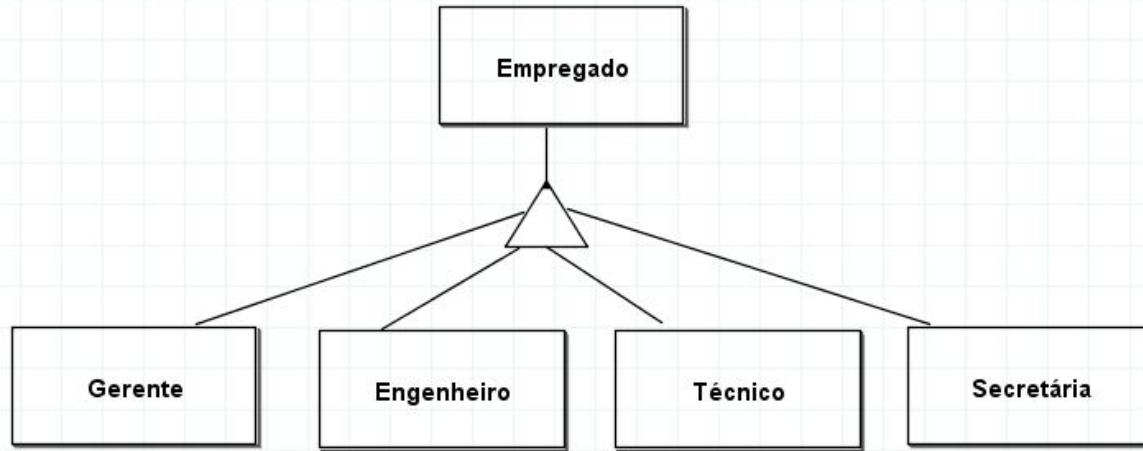 Empregado
Gerente
Engenheiro
Técnico
Secretária